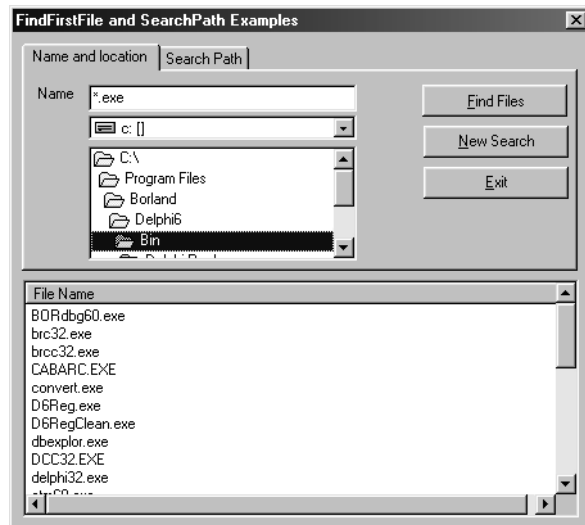 FindFirstFile and SearchPath Examples
Name and location
Search Path
Name
*.exe
Find Files
c: []
New Search
C:\
Program Files
Exit
Borland
Delphi6
Bin
File Name
BORdbg60.exe
brc32.exe
brcc32.exe
CABARC.EXE
convert.exe
D6Reg.exe
D6RegClean.exe
dbexplor.exe
DCC32.EXE
delphi32.exe